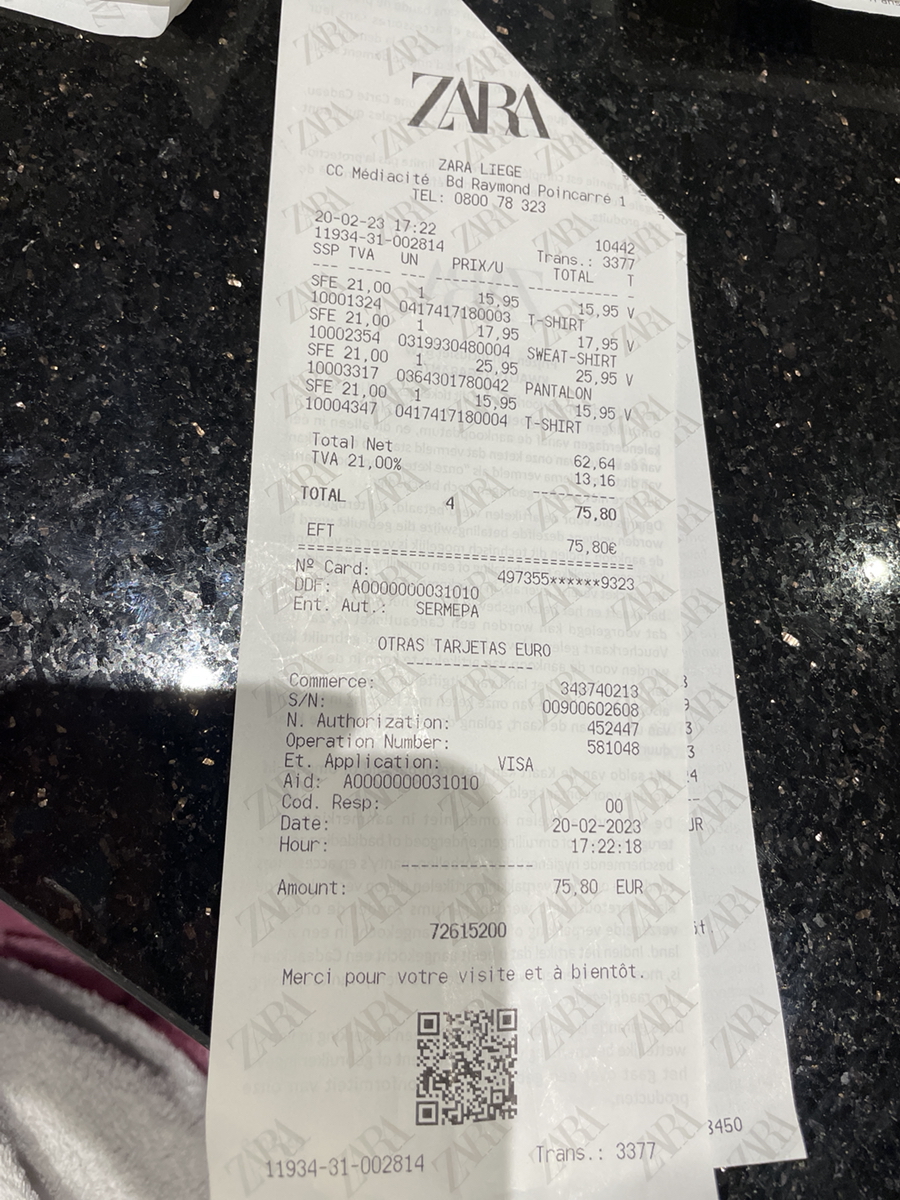 ZARA
ZARA LIEGE
CC Médiacité Bd Raymond Poincarré 1
TEL: 0800 78 323
20-02-23 17:22 10442
11934-31-002814 Trans.: 3377
SSP TVA UN PRIX/U TOTAL T
SFE 21,00 1 15,95 15,95 V
10001324 0417417180003 T-SHIRT
SFE 21,00 1 17,95 17,95 V
10002354 0319930480004 SWEAT-SHIRT
SFE 21,00 1 25,95 25,95 V
10003317 0364301780042 PANTALON
SFE 21,00 1 15,95 15,95 V
10004347 0417417180004 T-SHIRT
Total Net 62,64
TVA 21,00% 13,16
TOTAL 4 75,80
EFT 75,80€
Nº Card: 497355******9323
DDF: A0000000031010
Ent. Aut.: SERMEPA
OTRAS TARJETAS EURO
Commerce: 343740213
S/N: 00900602608
N. Authorization: 452447
Operation Number: 581048
Et. Application: VISA
Aid: A0000000031010
Cod. Resp: 00
Date: 20-02-2023
Hour: 17:22:18
Amount: 75,80 EUR
72615200
Merci pour votre visite et à bientôt.
11934-31-002814 Trans.: 3377
3450